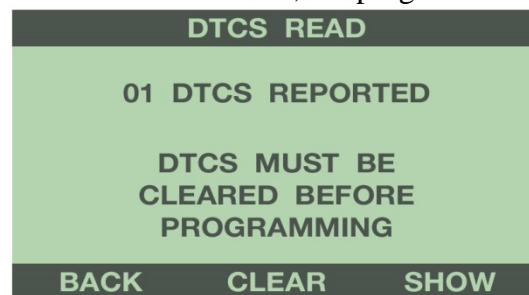 DTCS READ
01 DTCS REPORTED
DTCS MUST BE
CLEARED BEFORE
PROGRAMMING
BACK CLEAR SHOW